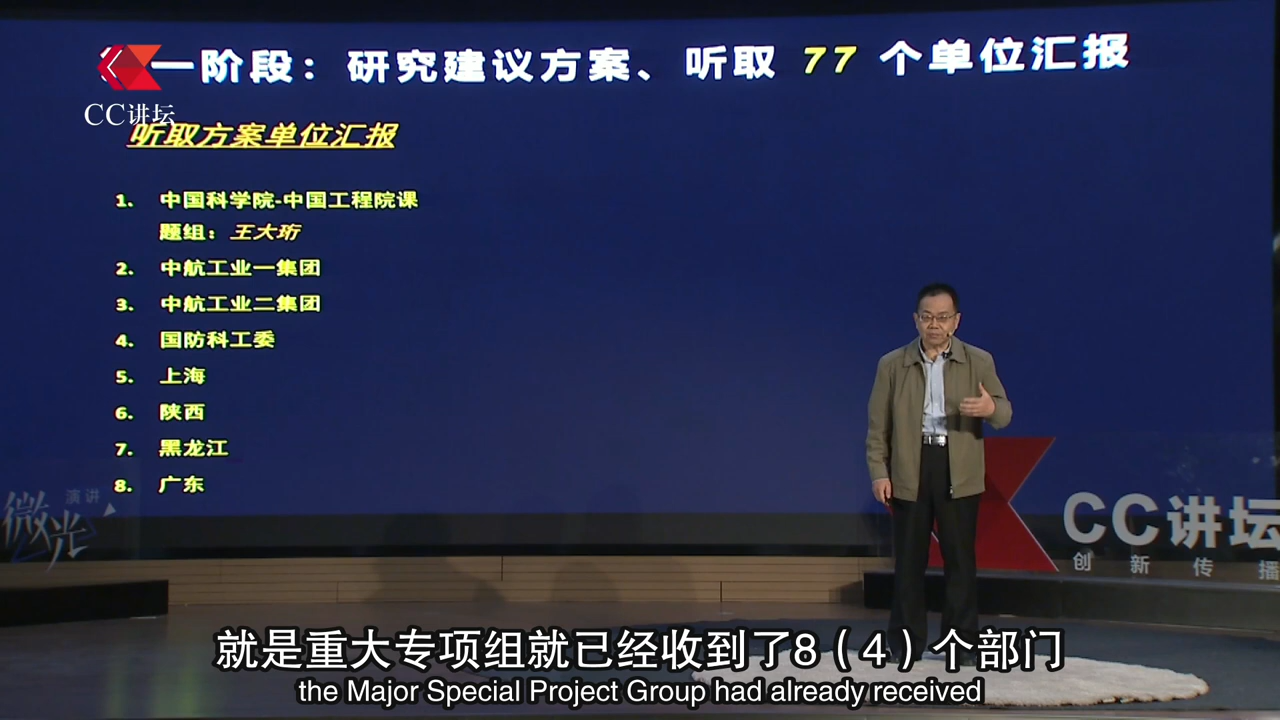 一阶段：研究建议方案、听取 77 个单位汇报
CC讲坛
听取方案单位汇报
1. 中国科学院-中国工程院课
题组：王大珩
2. 中航工业一集团
3. 中航工业二集团
4. 国防科工委
5. 上海
6. 陕西
7. 黑龙江
8. 广东
微光
演讲
CC讲坛
创新传播
就是重大专项组就已经收到了8（4）个部门
the Major Special Project Group had already received